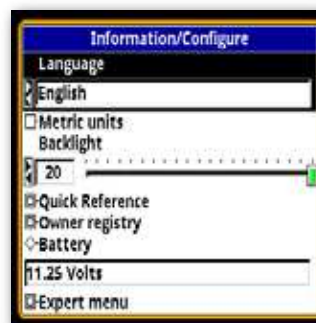 Information/Configure
Language
English
Metric units
Backlight
20
Quick Reference
Owner registry
Battery
11.25 Volts
Expert menu